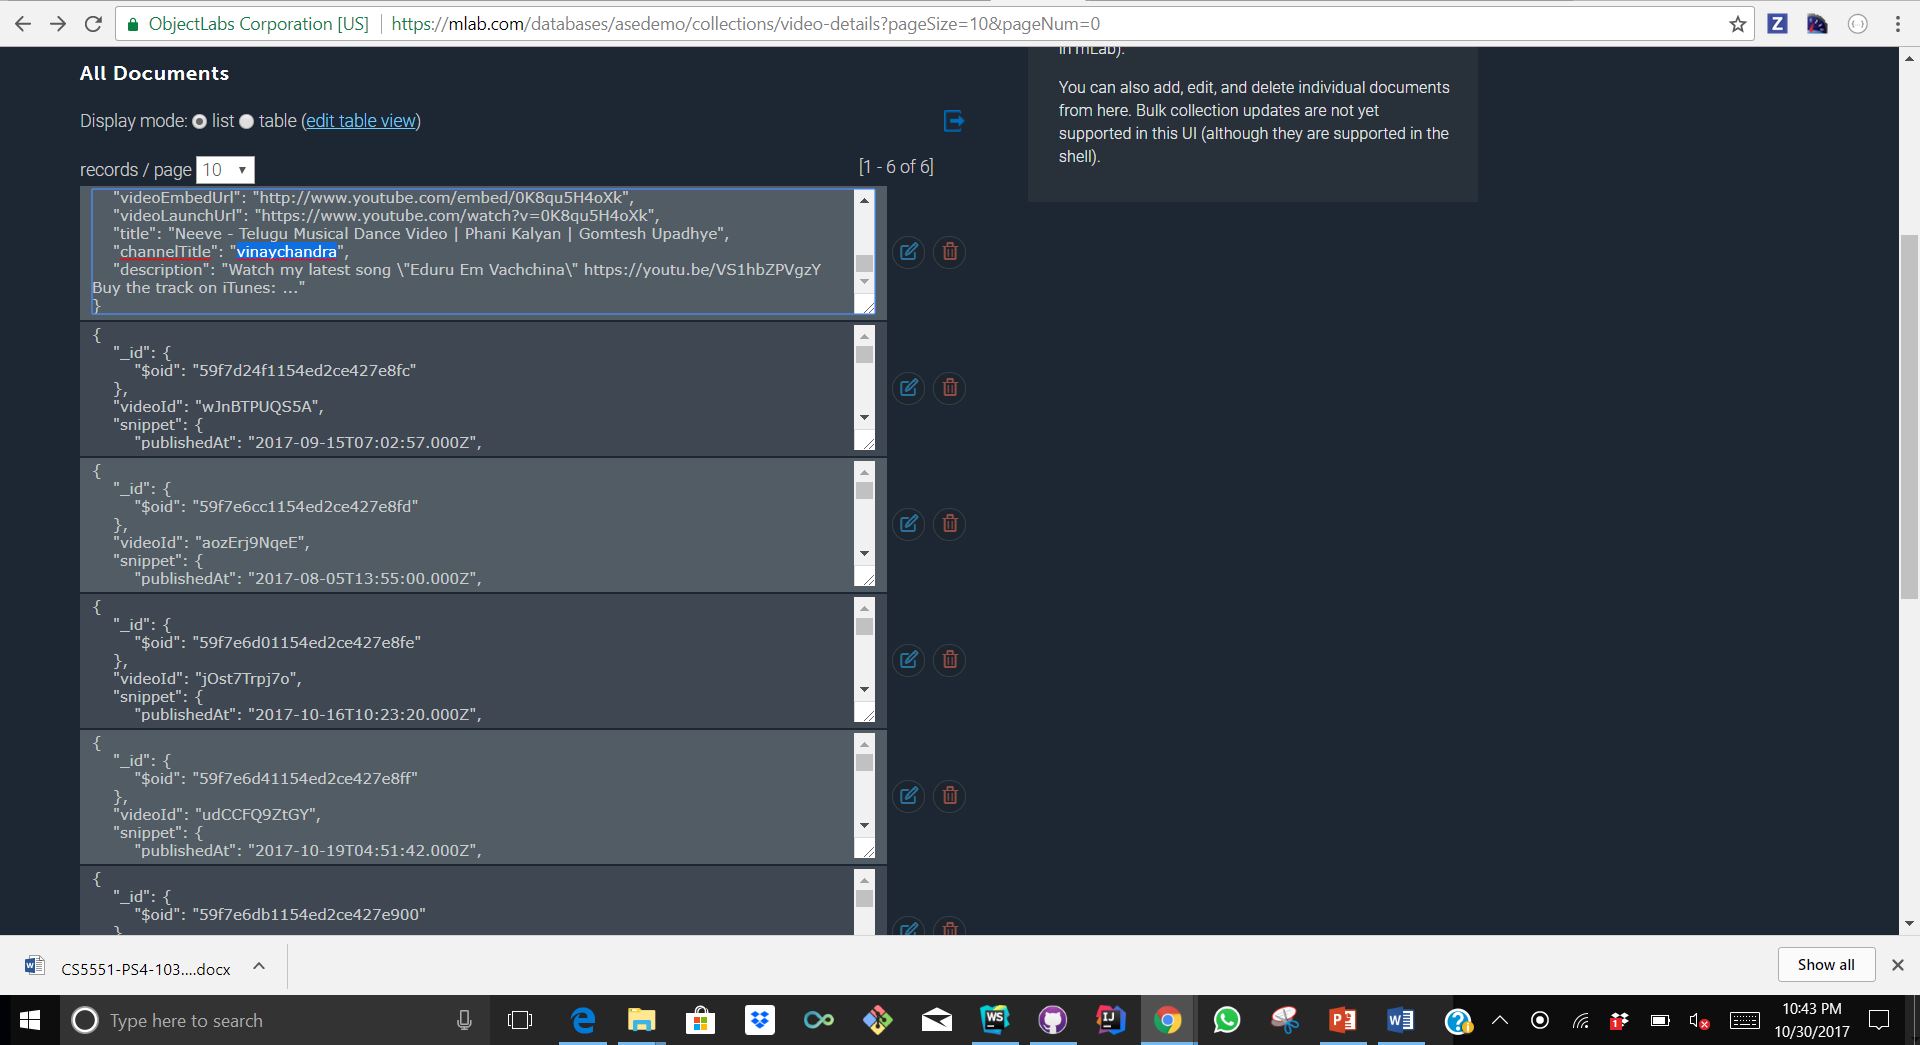 ObjectLabs Corporation [US] https://mlab.com/databases/asedemo/collections/video-details?pageSize=10&pageNum=0
in mLab).
All Documents
You can also add, edit, and delete individual documents
from here. Bulk collection updates are not yet
supported in this UI (although they are supported in the
shell).
Display mode: list table (edit table view)
records / page 10 [1 - 6 of 6]
"videoEmbedUrl": "http://www.youtube.com/embed/0K8qu5H4oXk",
"videoLaunchUrl": "https://www.youtube.com/watch?v=0K8qu5H4oXk",
"title": "Neeve - Telugu Musical Dance Video | Phani Kalyan | Gomtesh Upadhye",
"channelTitle": "vinaychandra",
"description": "Watch my latest song \"Eduru Em Vachchina\" https://youtu.be/VS1hbZPVgzY
Buy the track on iTunes: ..."
}
{
"_id": {
"$oid": "59f7d24f1154ed2ce427e8fc"
},
"videoId": "wJnBTPUQS5A",
"snippet": {
"publishedAt": "2017-09-15T07:02:57.000Z",
{
"_id": {
"$oid": "59f7e6cc1154ed2ce427e8fd"
},
"videoId": "aozErj9NqeE",
"snippet": {
"publishedAt": "2017-08-05T13:55:00.000Z",
{
"_id": {
"$oid": "59f7e6d01154ed2ce427e8fe"
},
"videoId": "jOst7Trpj7o",
"snippet": {
"publishedAt": "2017-10-16T10:23:20.000Z",
{
"_id": {
"$oid": "59f7e6d41154ed2ce427e8ff"
},
"videoId": "udCCFQ9ZtGY",
"snippet": {
"publishedAt": "2017-10-19T04:51:42.000Z",
{
"_id": {
"$oid": "59f7e6db1154ed2ce427e900"
}
CS5551-PS4-103....docx
Show all
Type here to search
10:43 PM
10/30/2017